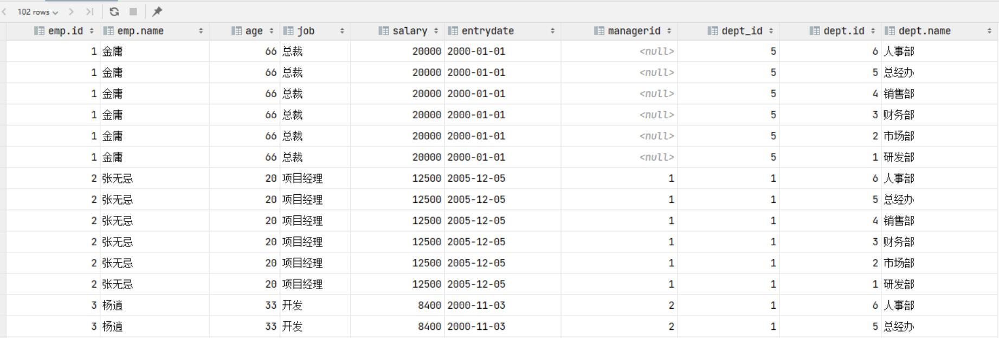 102 rows
emp.id emp.name age job salary entrydate managerid dept_id dept.id dept.name
1 金庸 66 总裁 20000 2000-01-01 <null> 5 6 人事部
1 金庸 66 总裁 20000 2000-01-01 <null> 5 5 总经办
1 金庸 66 总裁 20000 2000-01-01 <null> 5 4 销售部
1 金庸 66 总裁 20000 2000-01-01 <null> 5 3 财务部
1 金庸 66 总裁 20000 2000-01-01 <null> 5 2 市场部
1 金庸 66 总裁 20000 2000-01-01 <null> 5 1 研发部
2 张无忌 20 项目经理 12500 2005-12-05 1 1 6 人事部
2 张无忌 20 项目经理 12500 2005-12-05 1 1 5 总经办
2 张无忌 20 项目经理 12500 2005-12-05 1 1 4 销售部
2 张无忌 20 项目经理 12500 2005-12-05 1 1 3 财务部
2 张无忌 20 项目经理 12500 2005-12-05 1 1 2 市场部
2 张无忌 20 项目经理 12500 2005-12-05 1 1 1 研发部
3 杨逍 33 开发 8400 2000-11-03 2 1 6 人事部
3 杨逍 33 开发 8400 2000-11-03 2 1 5 总经办